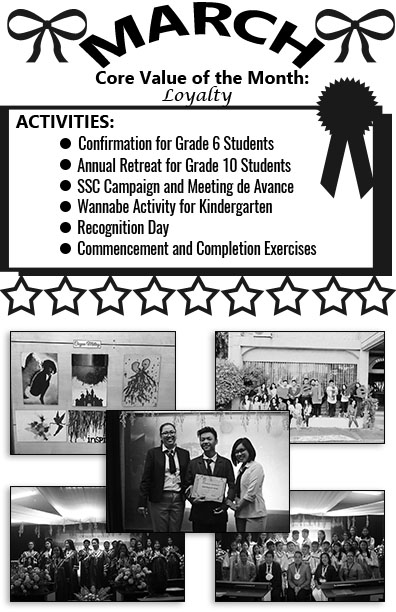 MARCH
Core Value of the Month:
Loyalty
ACTIVITIES:
● Confirmation for Grade 6 Students
● Annual Retreat for Grade 10 Students
● SSC Campaign and Meeting de Avance
● Wannabe Activity for Kindergarten
● Recognition Day
● Commencement and Completion Exercises